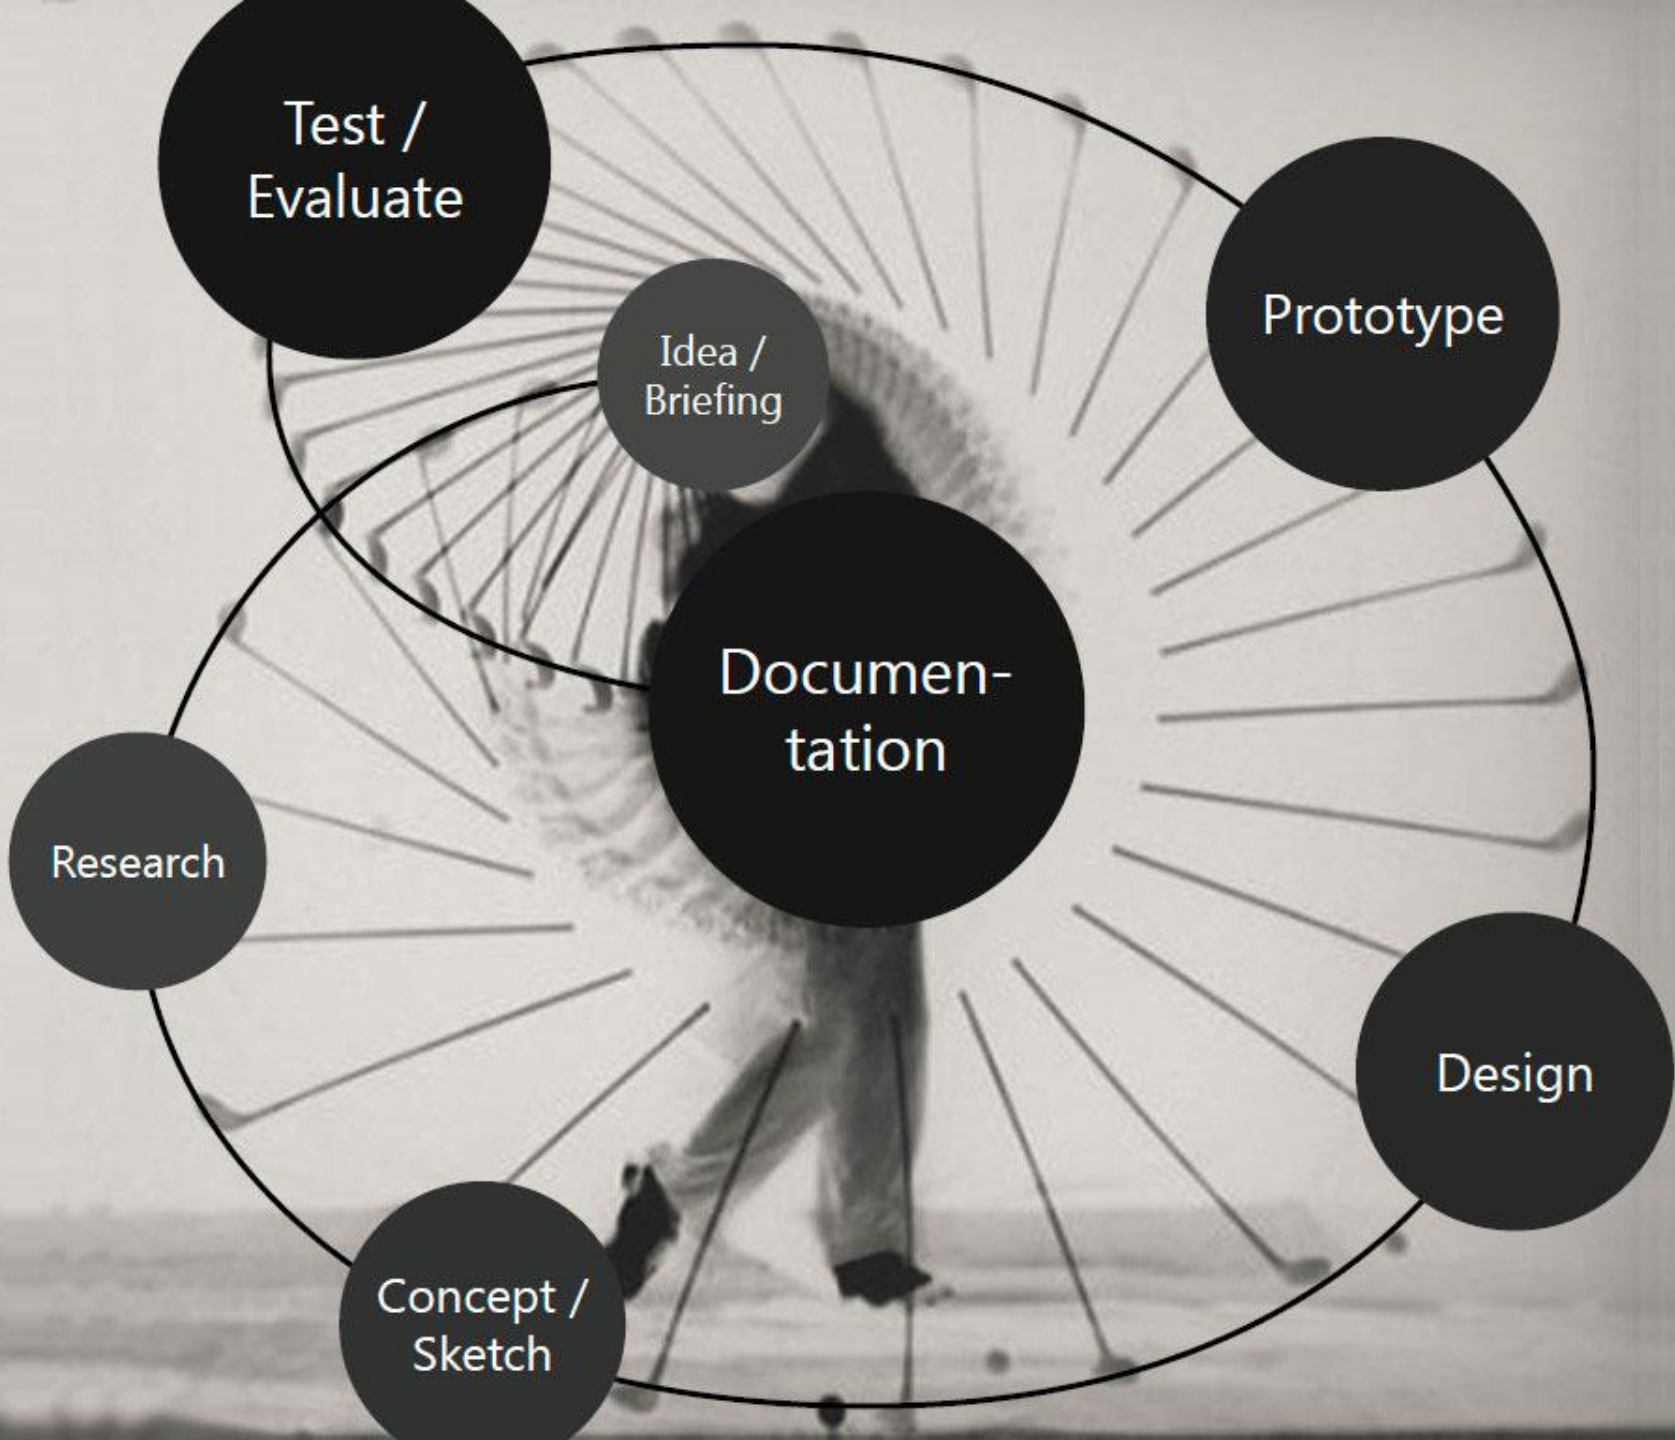 Test /
Evaluate
Prototype
Idea /
Briefing
Documen-
tation
Research
Design
Concept /
Sketch